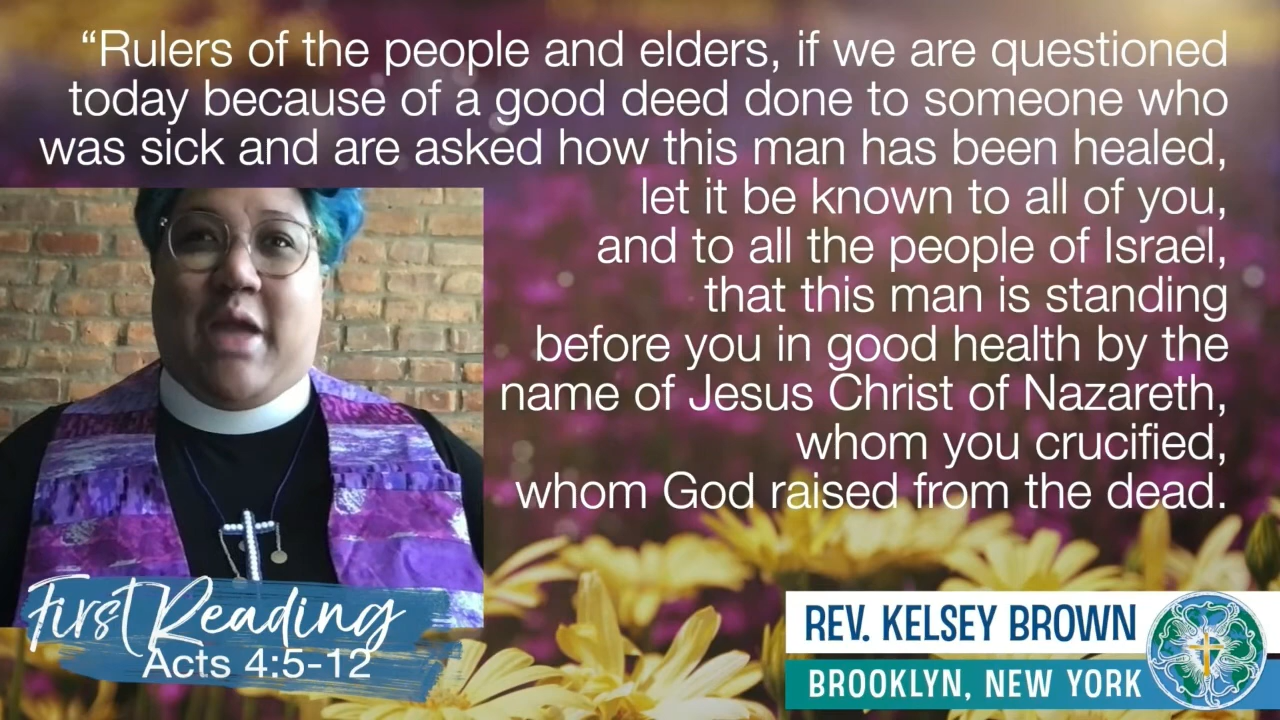 “Rulers of the people and elders, if we are questioned
today because of a good deed done to someone who
was sick and are asked how this man has been healed,
let it be known to all of you,
and to all the people of Israel,
that this man is standing
before you in good health by the
name of Jesus Christ of Nazareth,
whom you crucified,
whom God raised from the dead.
First Reading
Acts 4:5-12
REV. KELSEY BROWN
BROOKLYN, NEW YORK